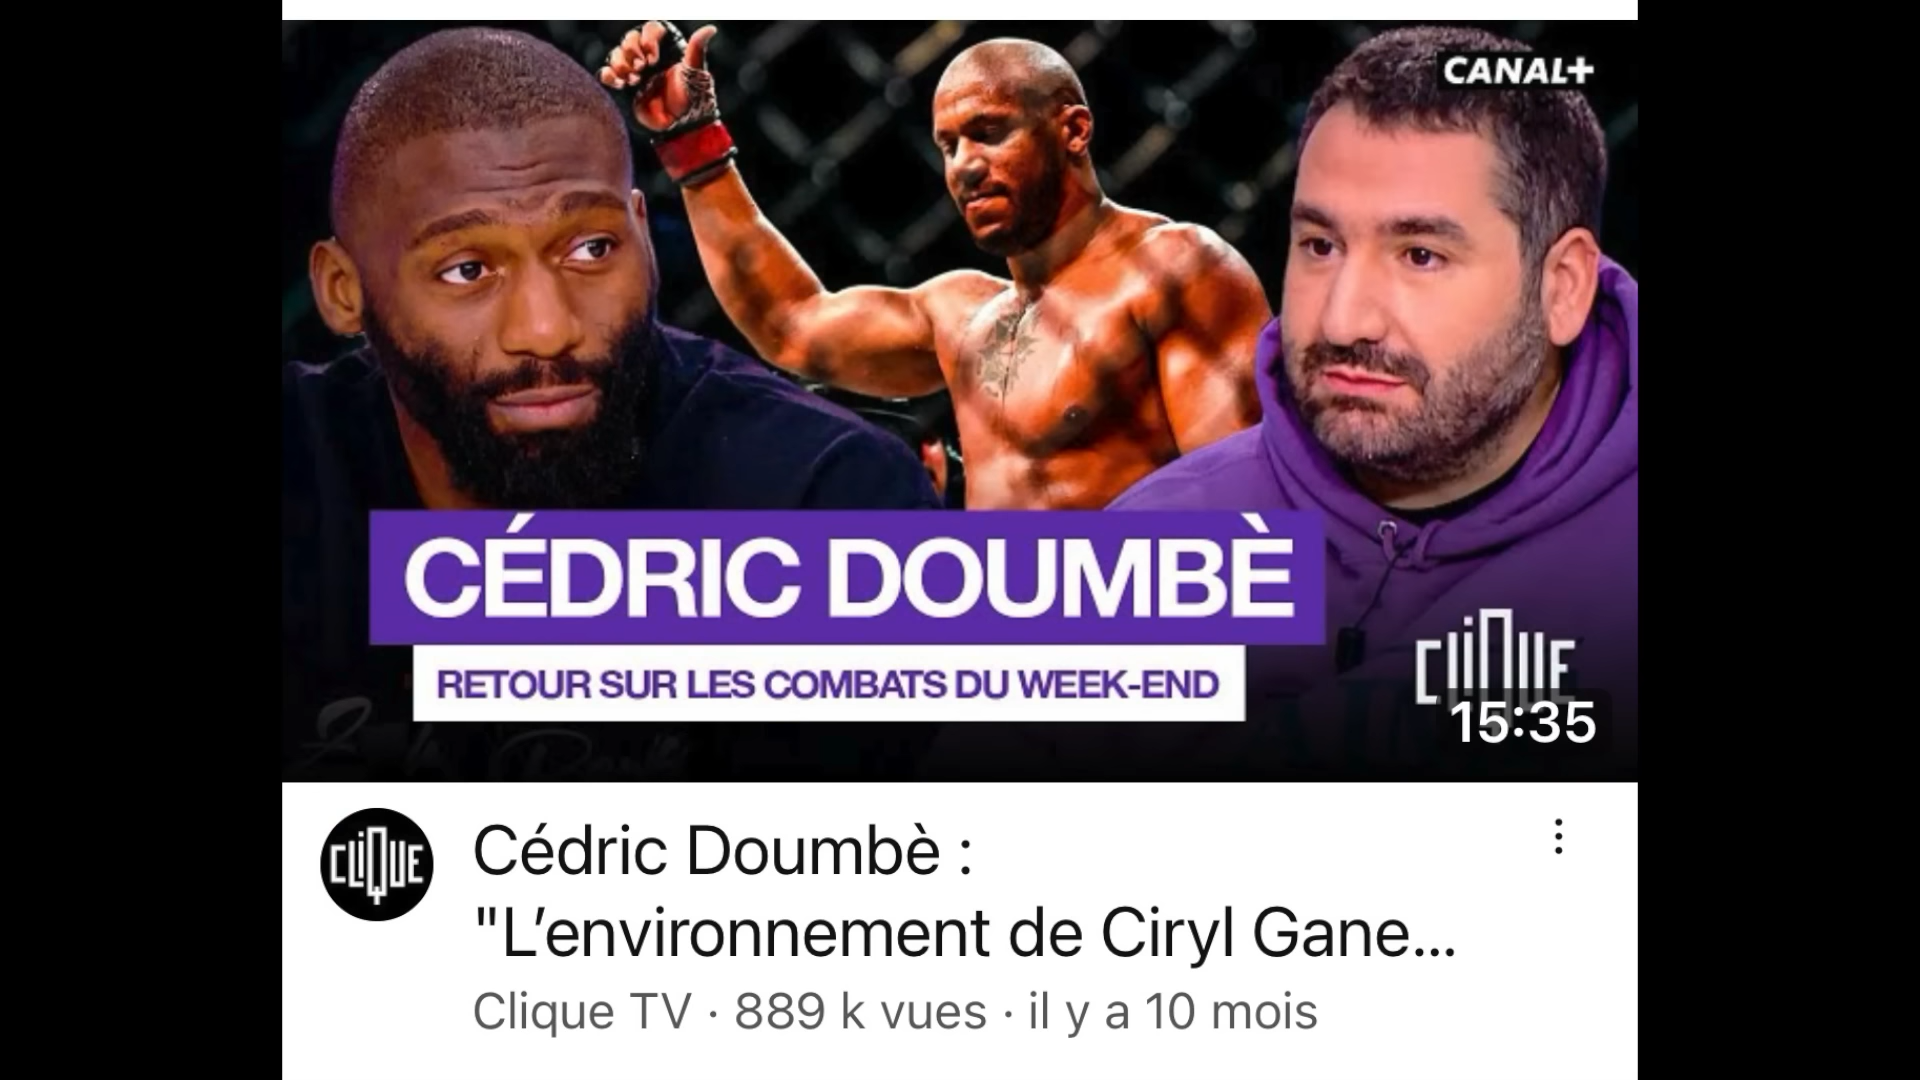 CANAL+
CÉDRIC DOUMBÈ
RETOUR SUR LES COMBATS DU WEEK-END
CLIQUE
15:35
CLIQUE
Cédric Doumbè :
"L’environnement de Ciryl Gane...
Clique TV · 889 k vues · il y a 10 mois